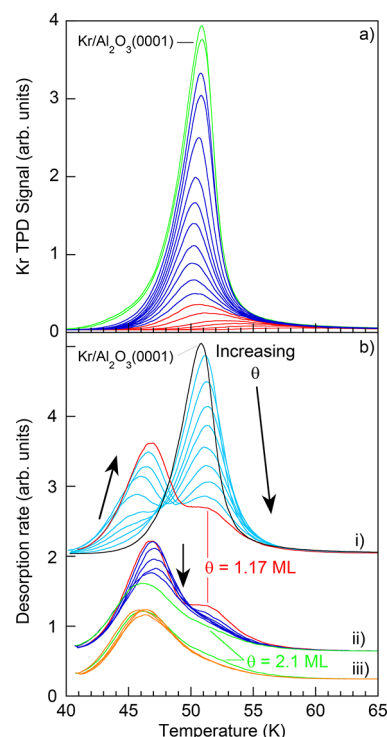 a)
Kr/Al2O3(0001)
4
3
2
1
0
Kr TPD Signal (arb. units)
b)
Kr/Al2O3(0001)
Increasing
θ
4
3
2
1
0
Desorption rate (arb. units)
i)
θ = 1.17 ML
ii)
θ = 2.1 ML
iii)
40 45 50 55 60 65
Temperature (K)